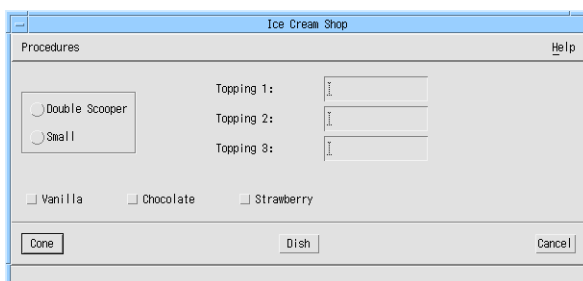 Ice Cream Shop
Procedures Help
Topping 1:
Double Scooper
Topping 2:
Small
Topping 3:
Vanilla Chocolate Strawberry
Cone Dish Cancel